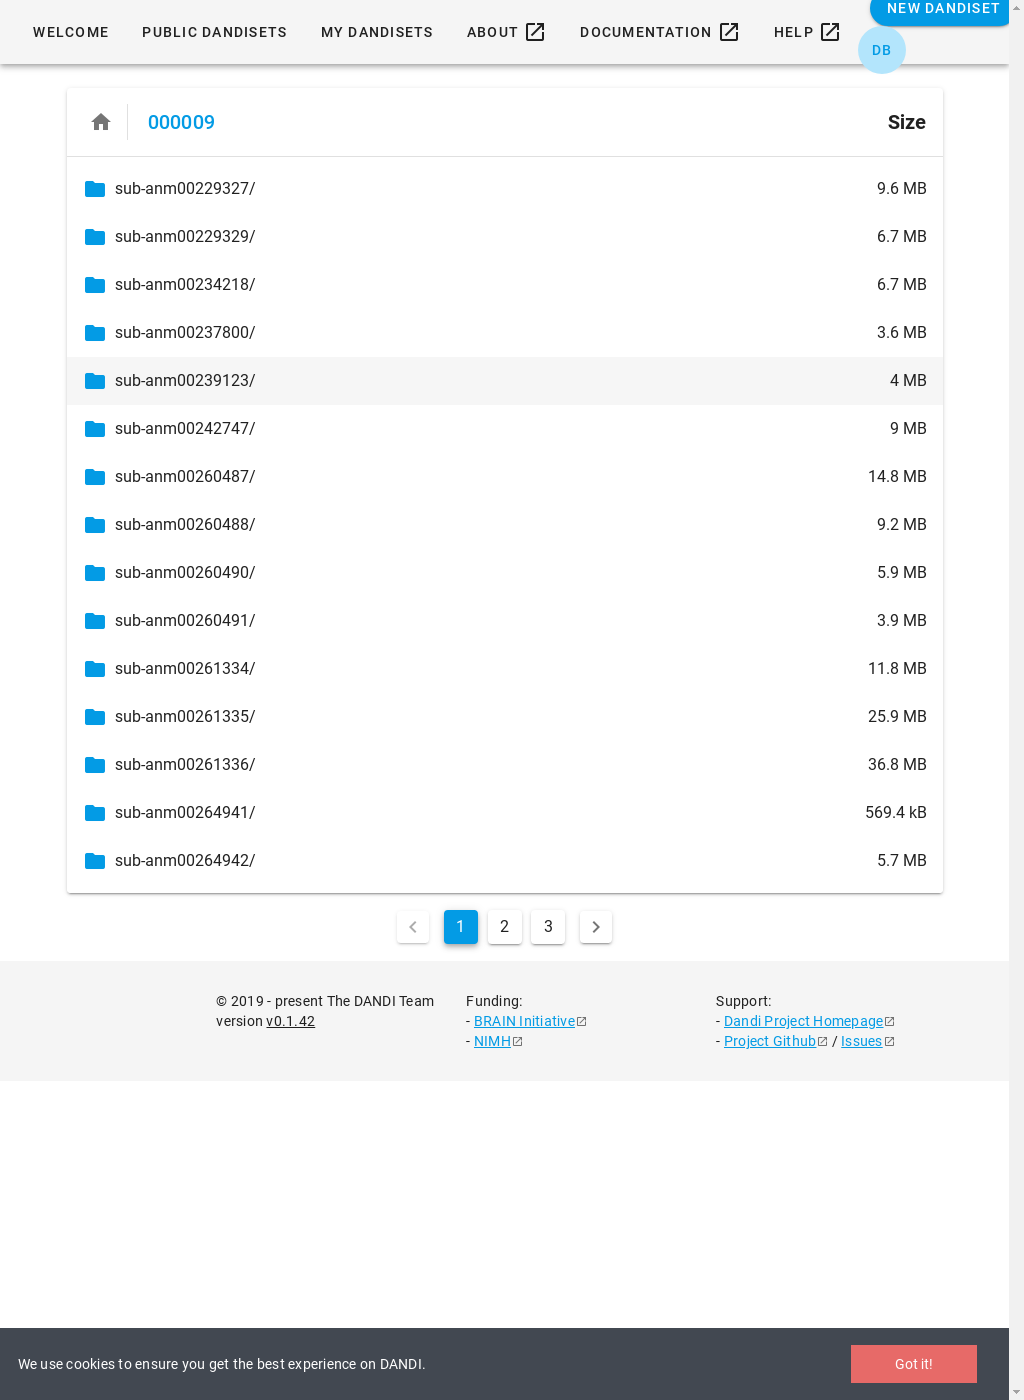 NEW DANDISET
WELCOME PUBLIC DANDISETS MY DANDISETS ABOUT DOCUMENTATION HELP
DB
000009 Size
sub-anm00229327/ 9.6 MB
sub-anm00229329/ 6.7 MB
sub-anm00234218/ 6.7 MB
sub-anm00237800/ 3.6 MB
sub-anm00239123/ 4 MB
sub-anm00242747/ 9 MB
sub-anm00260487/ 14.8 MB
sub-anm00260488/ 9.2 MB
sub-anm00260490/ 5.9 MB
sub-anm00260491/ 3.9 MB
sub-anm00261334/ 11.8 MB
sub-anm00261335/ 25.9 MB
sub-anm00261336/ 36.8 MB
sub-anm00264941/ 569.4 kB
sub-anm00264942/ 5.7 MB
1 2 3
© 2019 - present The DANDI Team
version v0.1.42
Funding:
- BRAIN Initiative
- NIMH
Support:
- Dandi Project Homepage
- Project Github / Issues
We use cookies to ensure you get the best experience on DANDI. Got it!